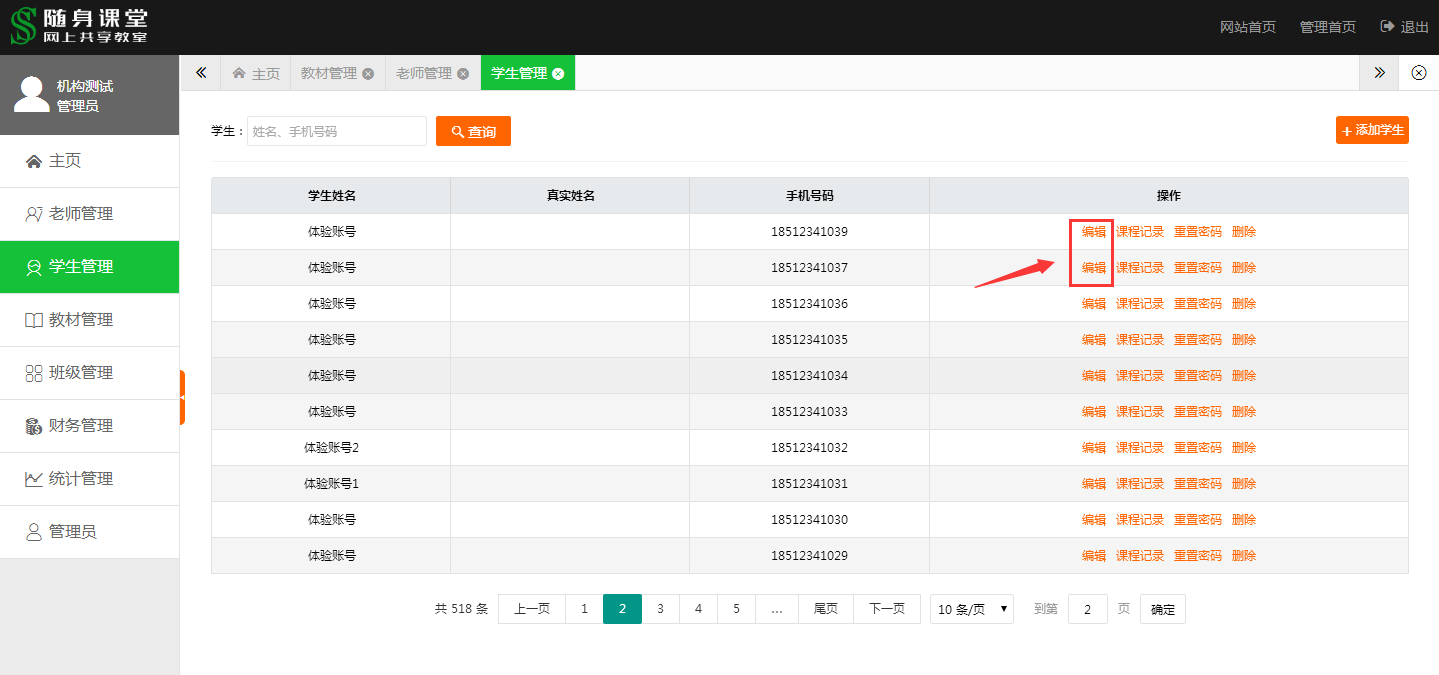 随身课堂
网上共享教室
网站首页 管理首页 退出
机构测试
管理员
主页 教材管理 老师管理 学生管理
主页
老师管理
学生管理
教材管理
班级管理
财务管理
统计管理
管理员
学生： 姓名、手机号码 查询 + 添加学生
学生姓名 真实姓名 手机号码 操作
体验账号 18512341039 编辑 课程记录 重置密码 删除
体验账号 18512341037 编辑 课程记录 重置密码 删除
体验账号 18512341036 编辑 课程记录 重置密码 删除
体验账号 18512341035 编辑 课程记录 重置密码 删除
体验账号 18512341034 编辑 课程记录 重置密码 删除
体验账号 18512341033 编辑 课程记录 重置密码 删除
体验账号2 18512341032 编辑 课程记录 重置密码 删除
体验账号1 18512341031 编辑 课程记录 重置密码 删除
体验账号 18512341030 编辑 课程记录 重置密码 删除
体验账号 18512341029 编辑 课程记录 重置密码 删除
共 518 条 上一页 1 2 3 4 5 ... 尾页 下一页 10 条/页 到第 2 页 确定